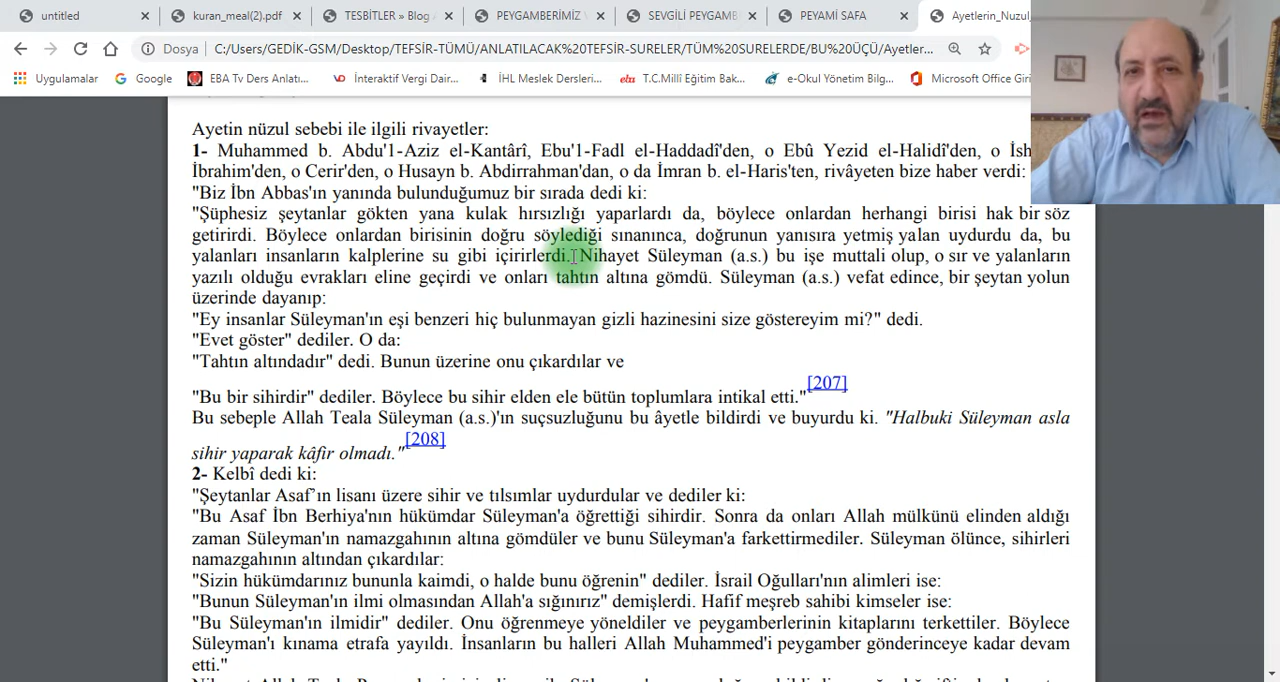 untitled
kuran_meal(2).pdf
TESBİTLER » Blog
PEYGAMBERİMİZ
SEVGİLİ PEYGAMB
PEYAMİ SAFA
Ayetlerin_Nuzul_
Dosya
C:/Users/GEDİK-GSM/Desktop/TEFSİR-TÜMÜ/ANLATILACAK%20TEFSİR-SURELER/TÜM%20SURELERDE/BU%20ÜÇÜ/Ayetler...
Uygulamalar
Google
EBA Tv Ders Anlatı...
İnteraktif Vergi Dair...
İHL Meslek Dersleri...
T.C.Millî Eğitim Bak...
e-Okul Yönetim Bilg...
Microsoft Office Giri
Ayetin nüzul sebebi ile ilgili rivayetler:
1- Muhammed b. Abdu'l-Aziz el-Kantârî, Ebu'l-Fadl el-Haddadî'den, o Ebû Yezid el-Halidî'den, o İsh
İbrahim'den, o Cerir'den, o Husayn b. Abdirrahman'dan, o da İmran b. el-Haris'ten, rivâyeten bize haber verdi:
"Biz İbn Abbas'ın yanında bulunduğumuz bir sırada dedi ki:
"Şüphesiz şeytanlar gökten yana kulak hırsızlığı yaparlardı da, böylece onlardan herhangi birisi hak bir söz
getirirdi. Böylece onlardan birisinin doğru söylediği sınanınca, doğrunun yanısıra yetmiş yalan uydurdu da, bu
yalanları insanların kalplerine su gibi içirirlerdi. Nihayet Süleyman (a.s.) bu işe muttali olup, o sır ve yalanların
yazılı olduğu evrakları eline geçirdi ve onları tahtın altına gömdü. Süleyman (a.s.) vefat edince, bir şeytan yolun
üzerinde dayanıp:
"Ey insanlar Süleyman'ın eşi benzeri hiç bulunmayan gizli hazinesini size göstereyim mi?" dedi.
"Evet göster" dediler. O da:
"Tahtın altındadır" dedi. Bunun üzerine onu çıkardılar ve
"Bu bir sihirdir" dediler. Böylece bu sihir elden ele bütün toplumlara intikal etti."[207]
Bu sebeple Allah Teala Süleyman (a.s.)'ın suçsuzluğunu bu âyetle bildirdi ve buyurdu ki. "Halbuki Süleyman asla
sihir yaparak kâfir olmadı."[208]
2- Kelbî dedi ki:
"Şeytanlar Asaf'ın lisanı üzere sihir ve tılsımlar uydurdular ve dediler ki:
"Bu Asaf İbn Berhiya'nın hükümdar Süleyman'a öğrettiği sihirdir. Sonra da onları Allah mülkünü elinden aldığı
zaman Süleyman'ın namazgahının altına gömdüler ve bunu Süleyman'a farkettirmediler. Süleyman ölünce, sihirleri
namazgahının altından çıkardılar:
"Sizin hükümdarınız bununla kaimdi, o halde bunu öğrenin" dediler. İsrail Oğulları'nın alimleri ise:
"Bunun Süleyman'ın ilmi olmasından Allah'a sığınırız" demişlerdi. Hafif meşreb sahibi kimseler ise:
"Bu Süleyman'ın ilmidir" dediler. Onu öğrenmeye yöneldiler ve peygamberlerinin kitaplarını terkettiler. Böylece
Süleyman'ı kınama etrafa yayıldı. İnsanların bu halleri Allah Muhammed'i peygamber gönderinceye kadar devam
etti."